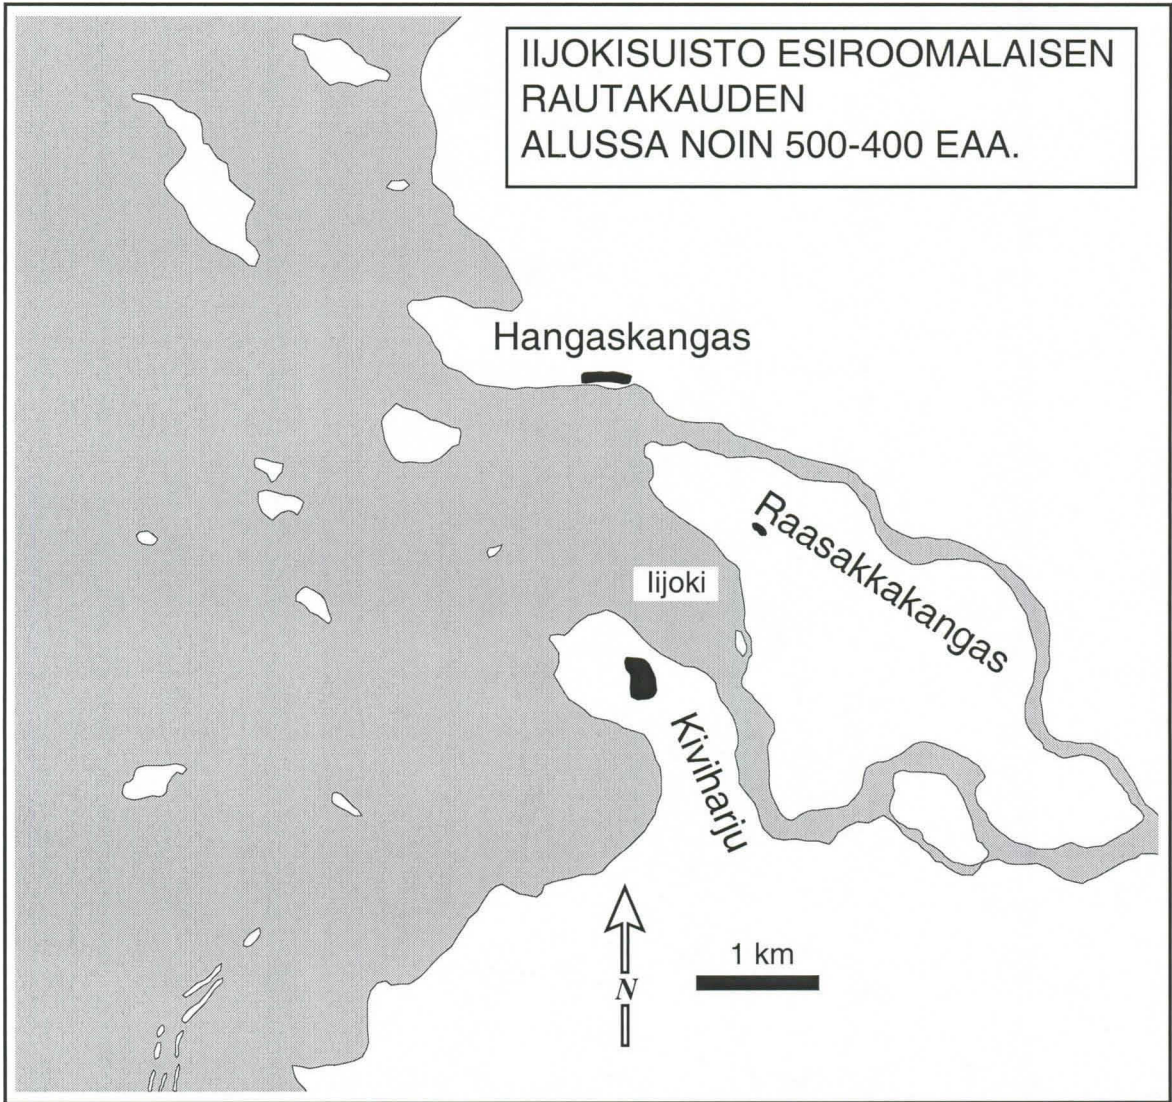 IIJOKISUISTO ESIROOMALAISEN
RAUTAKAUDEN
ALUSSA NOIN 500-400 EAA.
Hangaskangas
Raasakkakangas
Iijoki
Kiviharju
1 km
N